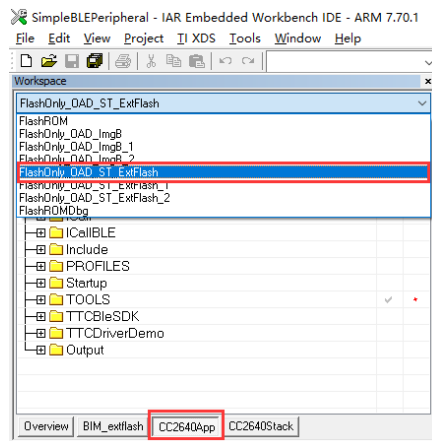 SimpleBLEPeripheral - IAR Embedded Workbench IDE - ARM 7.70.1
File Edit View Project TI XDS Tools Window Help
Workspace
FlashOnly_OAD_ST_ExtFlash
FlashROM
FlashOnly_OAD_ImgB
FlashOnly_OAD_ImgB_1
FlashOnly_OAD_ImgB_2
FlashOnly_OAD_ST_ExtFlash
FlashOnly_OAD_ST_ExtFlash_1
FlashOnly_OAD_ST_ExtFlash_2
FlashROMDbg
ICallBLE
Include
PROFILES
Startup
TOOLS
TTCBleSDK
TTCDriverDemo
Output
Overview BIM_extflash CC2640App CC2640Stack